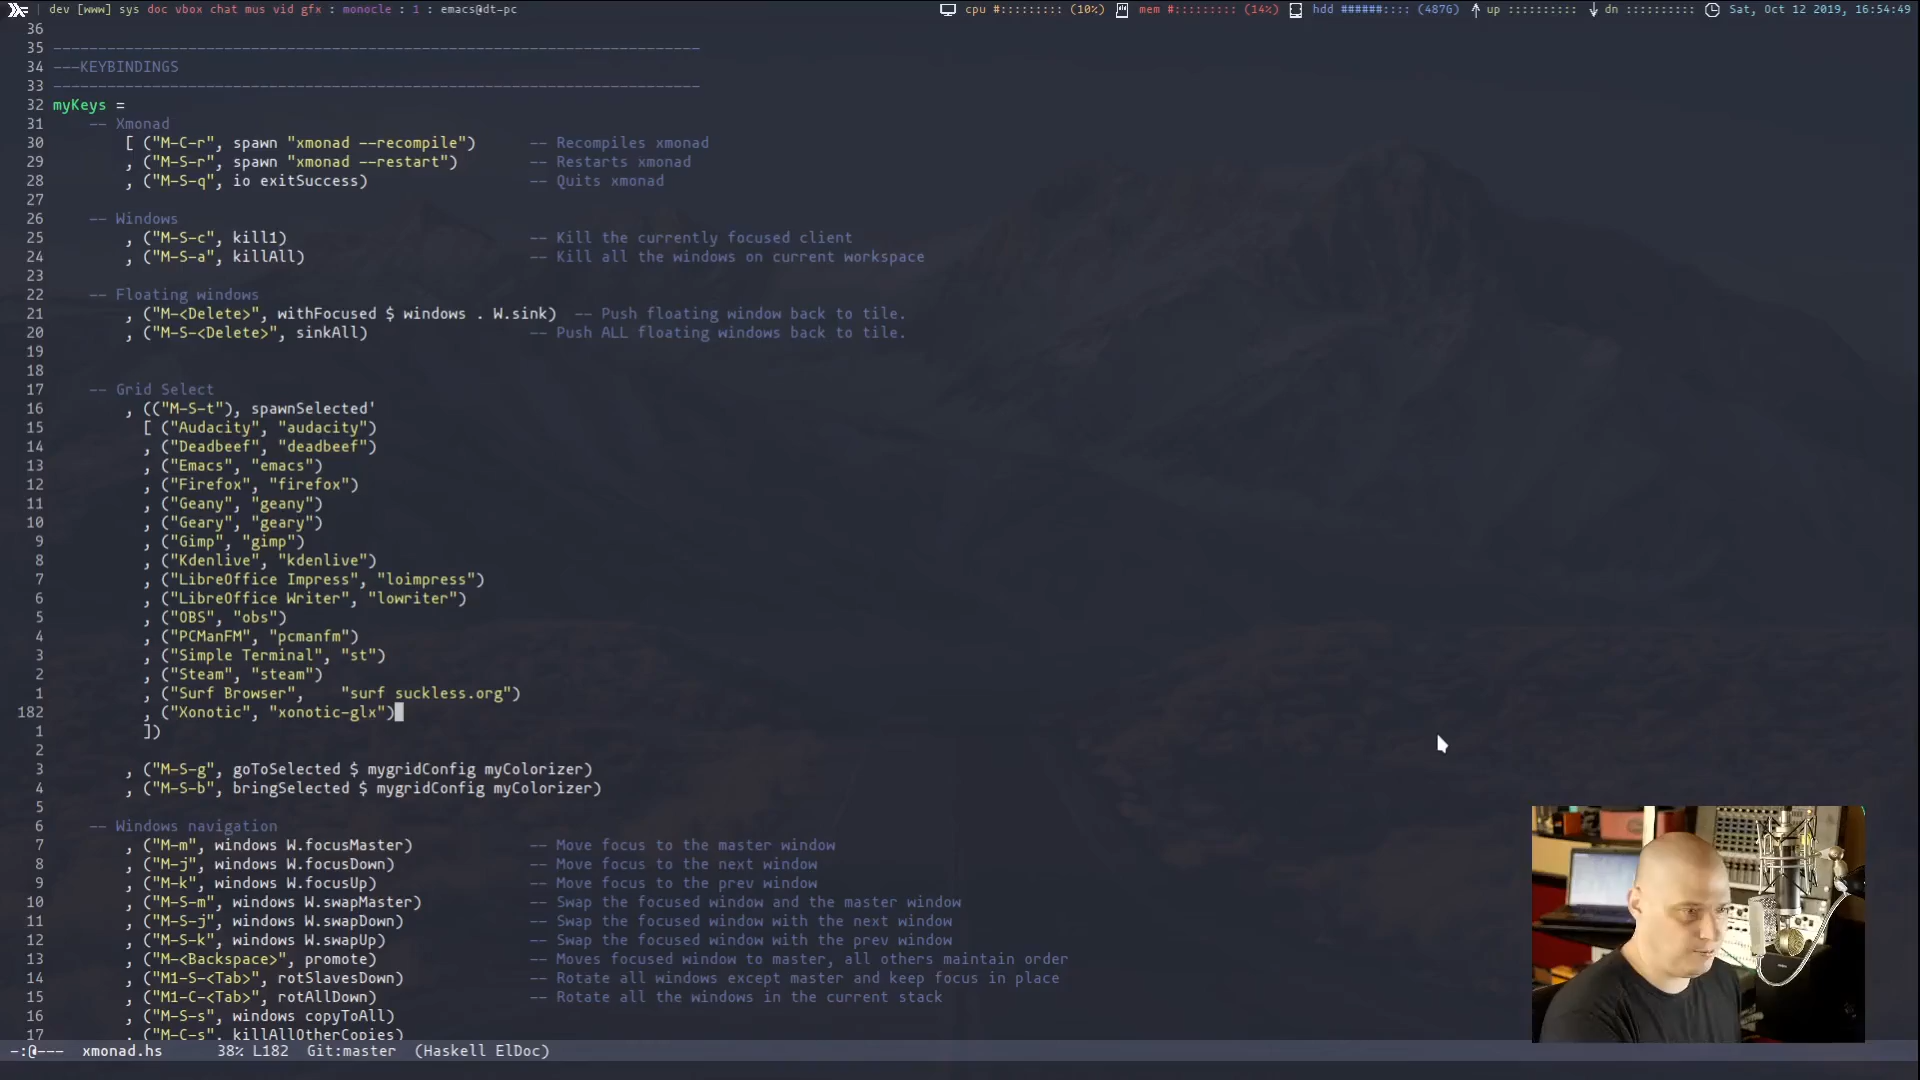 dev [www] sys doc vbox chat mus vid gfx : monocle : 1 : emacs@dt-pc cpu #::::::::: (10%) mem #::::::::: (14%) hdd ######:::: (487G) up :::::::::: dn :::::::::: Sat, Oct 12 2019, 16:54:49
36
35 ------------------------------------------------------------------------
34 ---KEYBINDINGS
33 ------------------------------------------------------------------------
32 myKeys =
31 -- Xmonad
30 [ ("M-C-r", spawn "xmonad --recompile") -- Recompiles xmonad
29 , ("M-S-r", spawn "xmonad --restart") -- Restarts xmonad
28 , ("M-S-q", io exitSuccess) -- Quits xmonad
27
26 -- Windows
25 , ("M-S-c", kill1) -- Kill the currently focused client
24 , ("M-S-a", killAll) -- Kill all the windows on current workspace
23
22 -- Floating windows
21 , ("M-<Delete>", withFocused $ windows . W.sink) -- Push floating window back to tile.
20 , ("M-S-<Delete>", sinkAll) -- Push ALL floating windows back to tile.
19
18
17 -- Grid Select
16 , (("M-S-t"), spawnSelected'
15 [ ("Audacity", "audacity")
14 , ("Deadbeef", "deadbeef")
13 , ("Emacs", "emacs")
12 , ("Firefox", "firefox")
11 , ("Geany", "geany")
10 , ("Geary", "geary")
9 , ("Gimp", "gimp")
8 , ("Kdenlive", "kdenlive")
7 , ("LibreOffice Impress", "loimpress")
6 , ("LibreOffice Writer", "lowriter")
5 , ("OBS", "obs")
4 , ("PCManFM", "pcmanfm")
3 , ("Simple Terminal", "st")
2 , ("Steam", "steam")
1 , ("Surf Browser", "surf suckless.org")
182 , ("Xonotic", "xonotic-glx")
1 ])
2
3 , ("M-S-g", goToSelected $ mygridConfig myColorizer)
4 , ("M-S-b", bringSelected $ mygridConfig myColorizer)
5
6 -- Windows navigation
7 , ("M-m", windows W.focusMaster) -- Move focus to the master window
8 , ("M-j", windows W.focusDown) -- Move focus to the next window
9 , ("M-k", windows W.focusUp) -- Move focus to the prev window
10 , ("M-S-m", windows W.swapMaster) -- Swap the focused window and the master window
11 , ("M-S-j", windows W.swapDown) -- Swap the focused window with the next window
12 , ("M-S-k", windows W.swapUp) -- Swap the focused window with the prev window
13 , ("M-<Backspace>", promote) -- Moves focused window to master, all others maintain order
14 , ("M1-S-<Tab>", rotSlavesDown) -- Rotate all windows except master and keep focus in place
15 , ("M1-C-<Tab>", rotAllDown) -- Rotate all the windows in the current stack
16 , ("M-S-s", windows copyToAll)
17 , ("M-C-s", killAllOtherCopies)
-:@--- xmonad.hs 38% L182 Git:master (Haskell ElDoc)